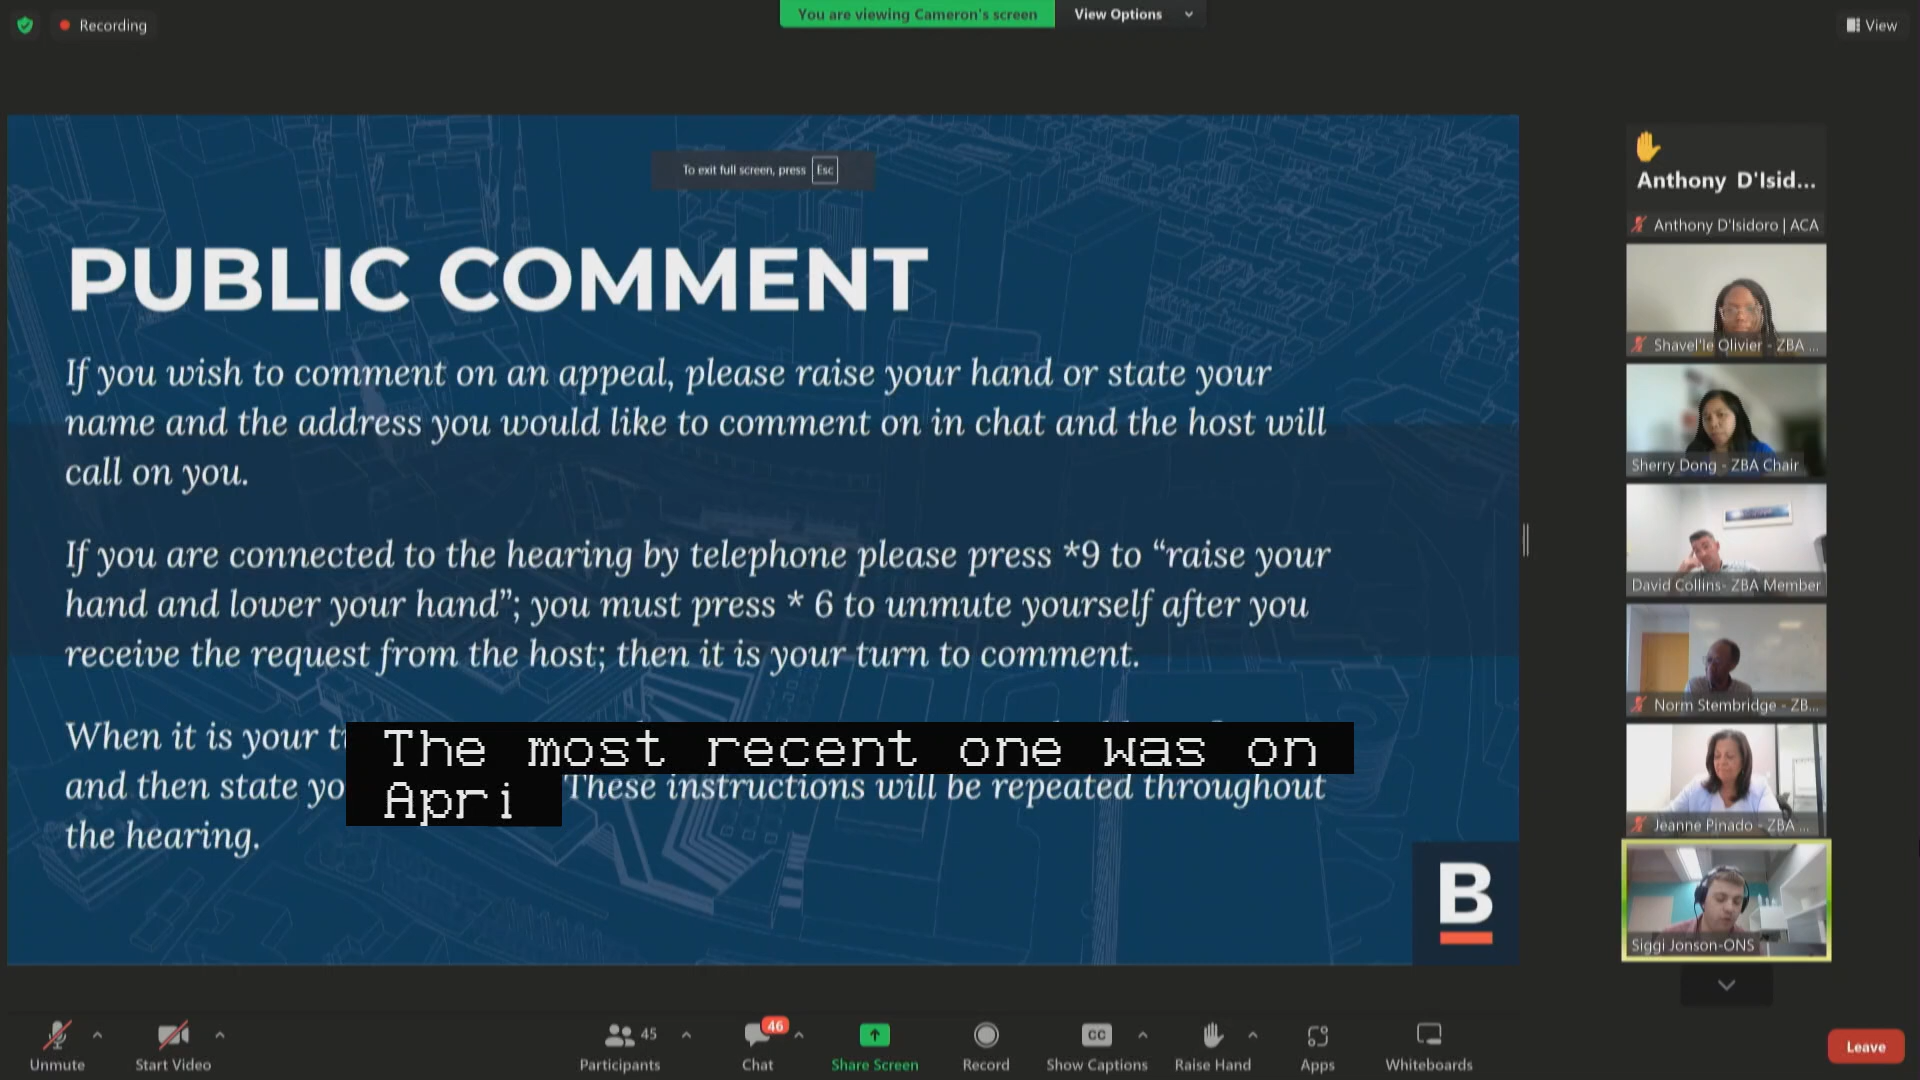 Recording
You are viewing Cameron's screen
View Options
View
To exit full screen, press Esc
PUBLIC COMMENT
If you wish to comment on an appeal, please raise your hand or state your
name and the address you would like to comment on in chat and the host will
call on you.
If you are connected to the hearing by telephone please press *9 to “raise your
hand and lower your hand”; you must press * 6 to unmute yourself after you
receive the request from the host; then it is your turn to comment.
When it is your
and then state These instructions will be repeated throughout
the hearing.
The most recent one was on
Apri
B
Anthony D'Isid...
Anthony D'Isidoro | ACA
Shavel'le Olivier - ZBA ...
Sherry Dong - ZBA Chair
David Collins- ZBA Member
Norm Stembridge - ZB...
Jeanne Pinado - ZBA ...
Siggi Jonson-ONS
Unmute
Start Video
45
Participants
46
Chat
Share Screen
Record
CC
Show Captions
Raise Hand
Apps
Whiteboards
Leave